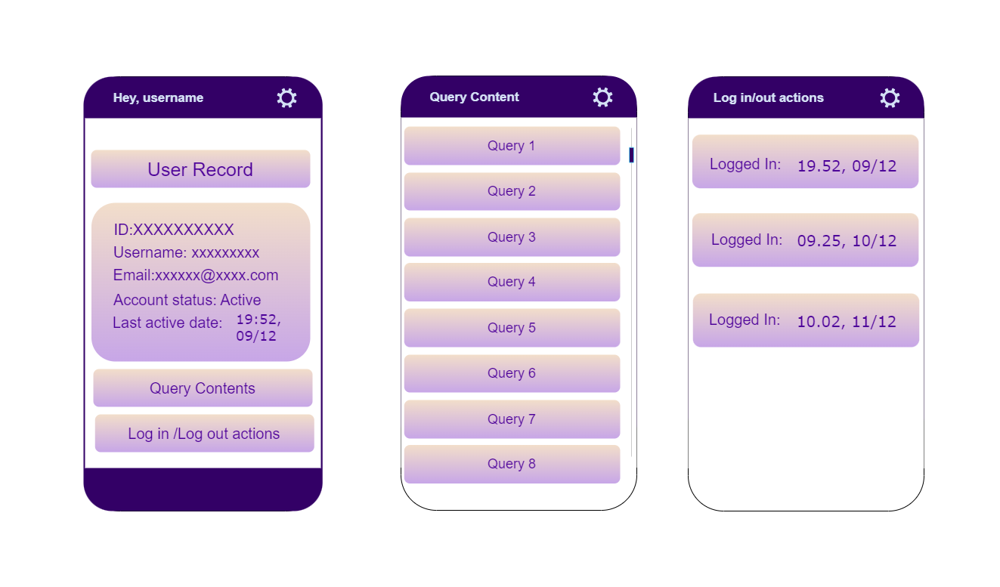 Hey, username
User Record
ID:XXXXXXXXXX
Username: xxxxxxxxx
Email:xxxxxx@xxxx.com
Account status: Active
Last active date: 19:52,
09/12
Query Contents
Log in /Log out actions
Query Content
Query 1
Query 2
Query 3
Query 4
Query 5
Query 6
Query 7
Query 8
Log in/out actions
Logged In: 19.52, 09/12
Logged In: 09.25, 10/12
Logged In: 10.02, 11/12